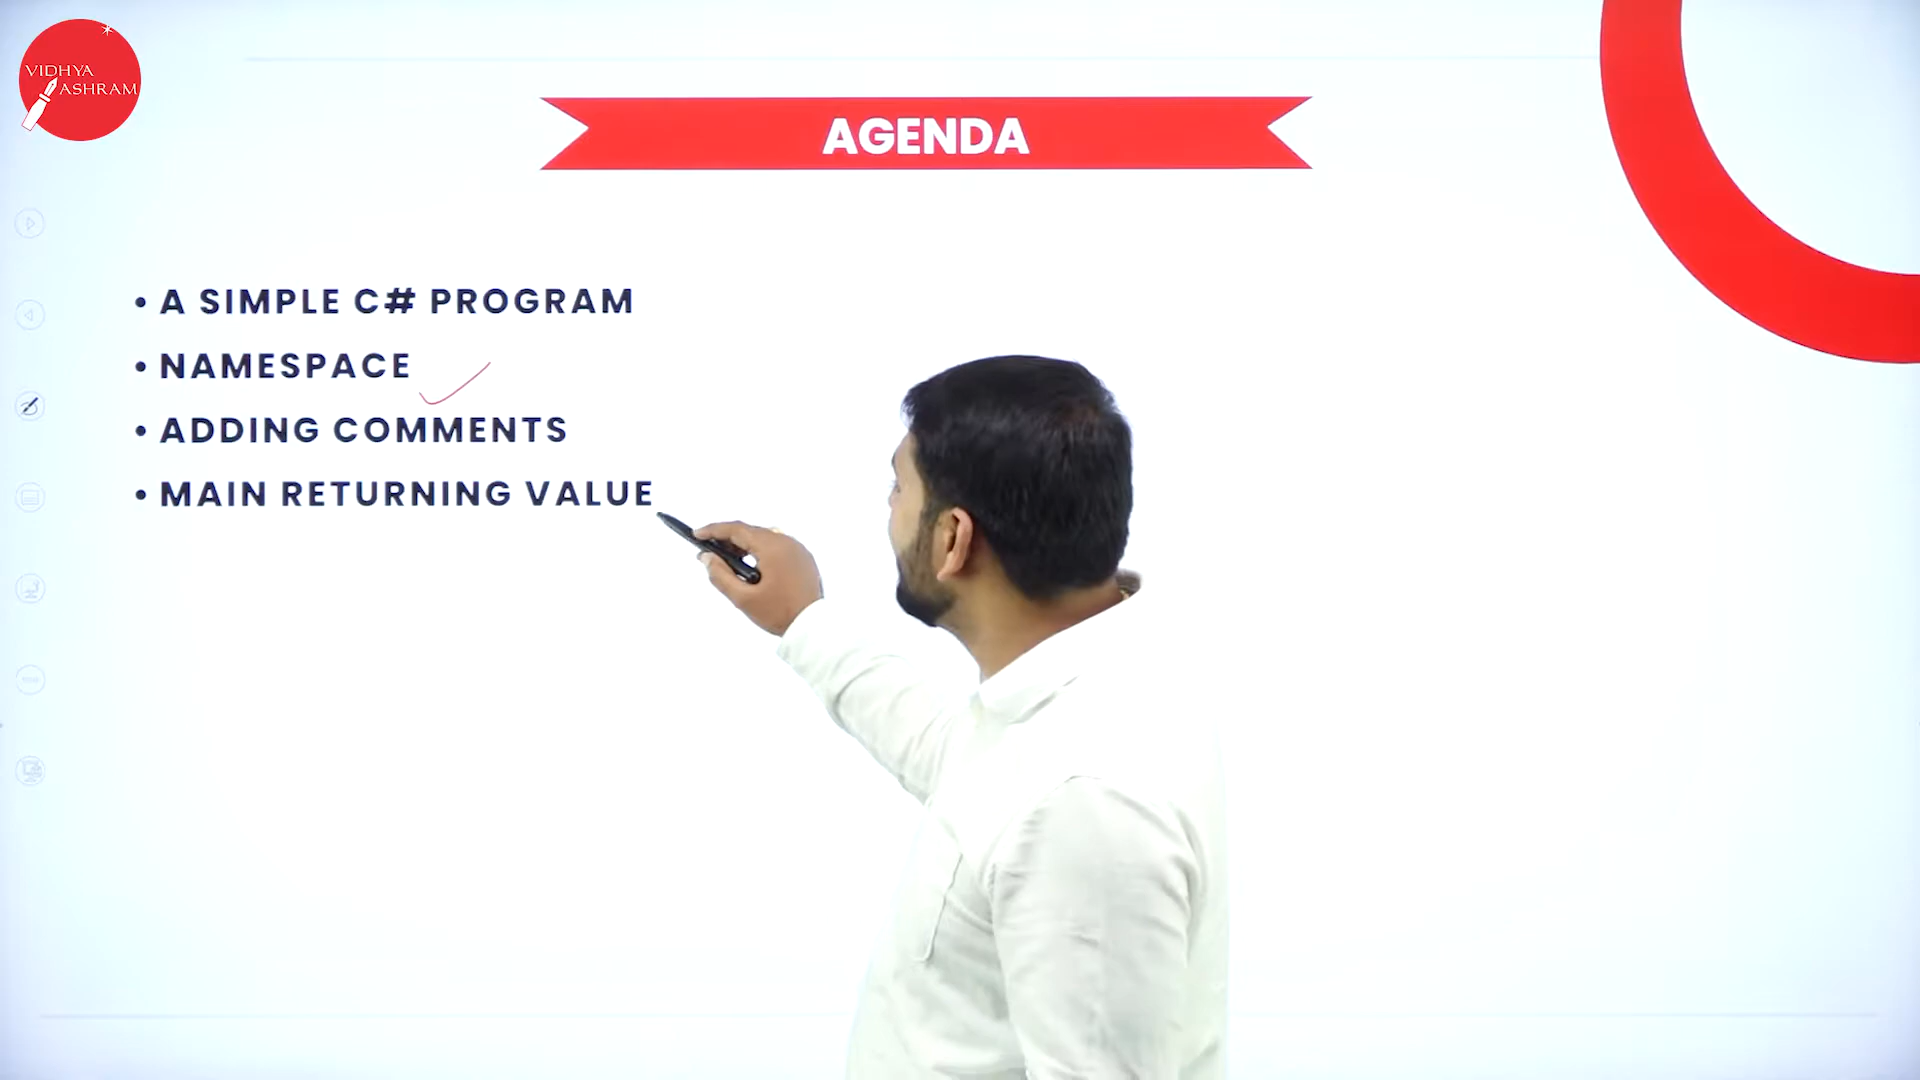 VIDHYA
ASHRAM
AGENDA
• A SIMPLE C# PROGRAM
• NAMESPACE
• ADDING COMMENTS
• MAIN RETURNING VALUE